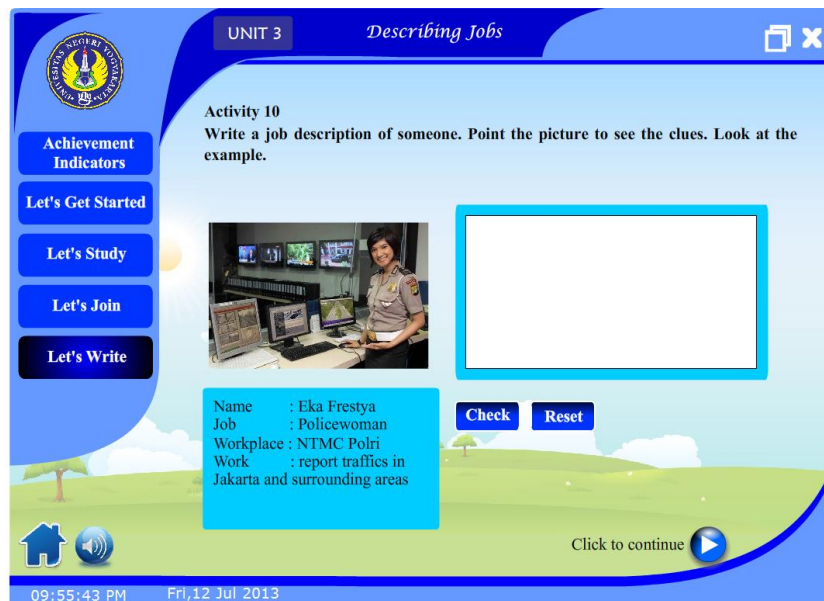 UNIT 3
Describing Jobs
UNIVERSITAS NEGERI YOGYAKARTA
Activity 10
Write a job description of someone. Point the picture to see the clues. Look at the
example.
Achievement
Indicators
Let's Get Started
Let's Study
Let's Join
Let's Write
Name : Eka Frestya
Job : Policewoman
Workplace : NTMC Polri
Work : report traffics in
Jakarta and surrounding areas
Check
Reset
Click to continue
09:55:43 PM
Fri,12 Jul 2013